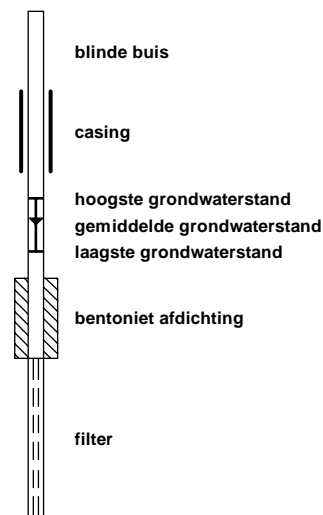 blinde buis
casing
hoogste grondwaterstand
gemiddelde grondwaterstand
laagste grondwaterstand
bentoniet afdichting
filter